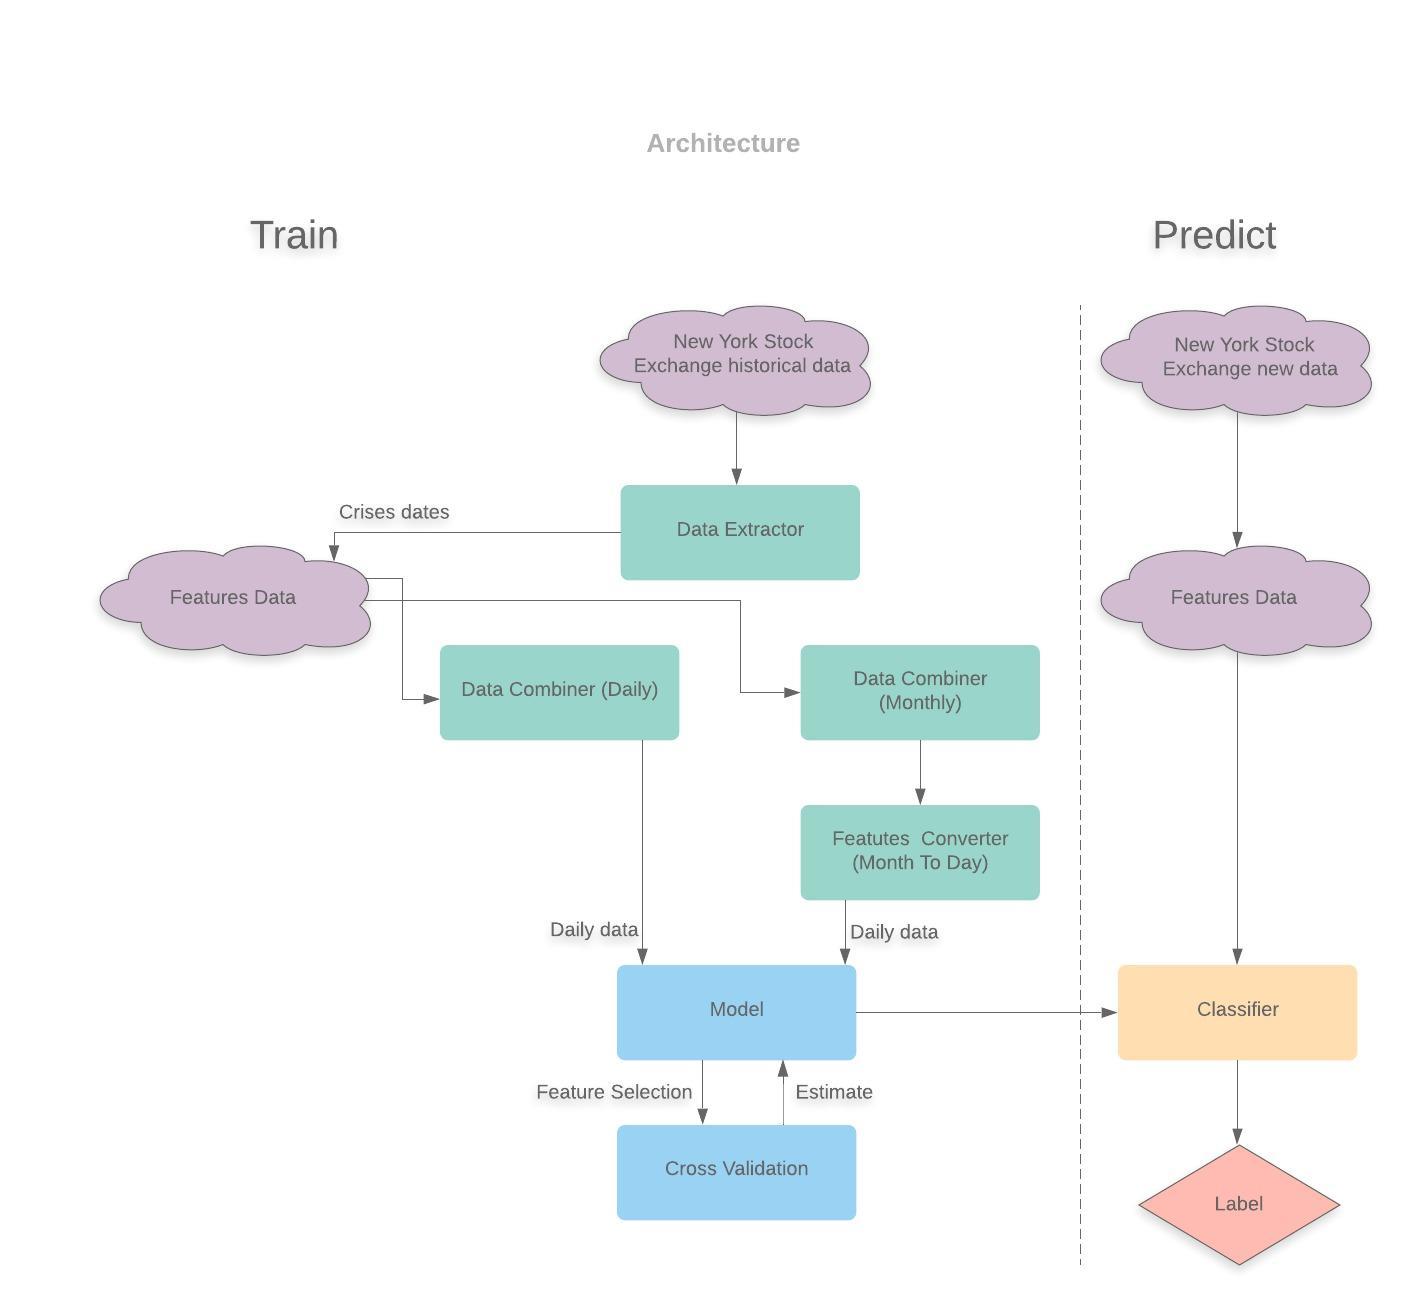 Architecture
Train
Predict
New York Stock
Exchange historical data
New York Stock
Exchange new data
Data Extractor
Crises dates
Features Data
Features Data
Data Combiner (Daily)
Data Combiner
(Monthly)
Featutes  Converter
(Month To Day)
Daily data
Daily data
Model
Classifier
Feature Selection
Estimate
Cross Validation
Label